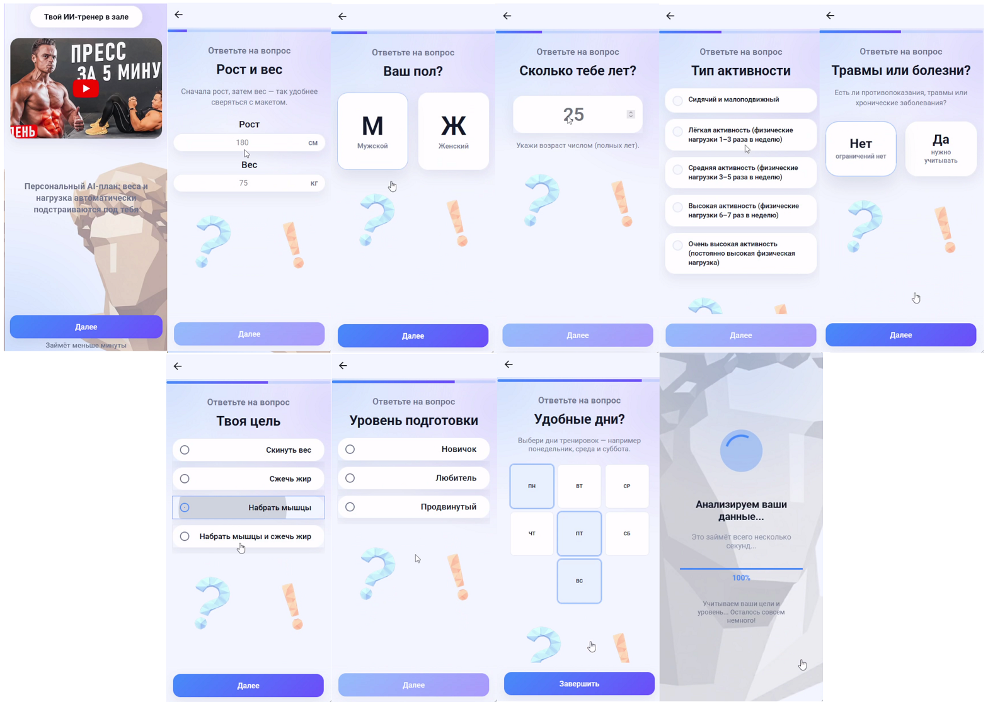 Твой ИИ-тренер в зале
ПРЕСС
ЗА 5 МИНУ
ЛЕНЬ
Персональный AI-план: веса и
нагрузка автоматически
подстраиваются под тебя
Далее
Займёт меньше минуты
Ответьте на вопрос
Рост и вес
Сначала рост, затем вес — так удобнее
сверяться с макетом.
Рост
180 см
Вес
75 кг
Далее
Ответьте на вопрос
Ваш пол?
М
Мужской
Ж
Женский
Далее
Ответьте на вопрос
Сколько тебе лет?
25
Укажи возраст числом (полных лет).
Далее
Ответьте на вопрос
Тип активности
Сидячий и малоподвижный
Лёгкая активность (физические
нагрузки 1–3 раза в неделю)
Средняя активность (физические
нагрузки 3–5 раза в неделю)
Высокая активность (физические
нагрузки 6–7 раз в неделю)
Очень высокая активность
(постоянно высокая физическая
нагрузка)
Далее
Ответьте на вопрос
Травмы или болезни?
Есть ли противопоказания, травмы или
хронические заболевания?
Нет
ограничений нет
Да
нужно
учитывать
Далее
Ответьте на вопрос
Твоя цель
Скинуть вес
Сжечь жир
Набрать мышцы
Набрать мышцы и сжечь жир
Далее
Ответьте на вопрос
Уровень подготовки
Новичок
Любитель
Продвинутый
Далее
Ответьте на вопрос
Удобные дни?
Выбери дни тренировок — например
понедельник, среда и суббота.
ПН ВТ СР
ЧТ ПТ СБ
ВС
Завершить
Анализируем ваши
данные...
Это займёт всего несколько
секунд...
100%
Учитываем ваши цели и
уровень... Осталось совсем
немного!